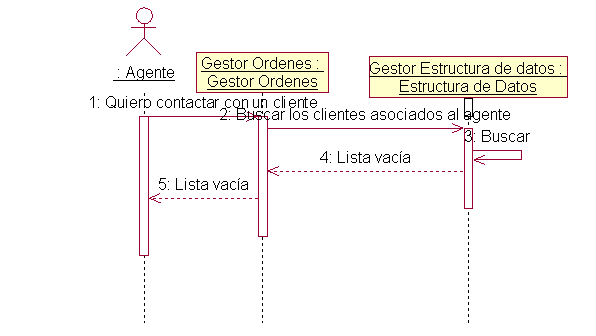 : Agente
Gestor Ordenes :
Gestor Ordenes
Gestor Estructura de datos :
Estructura de Datos
1: Quiero contactar con un cliente
2: Buscar los clientes asociados al agente
3: Buscar
4: Lista vacía
5: Lista vacía